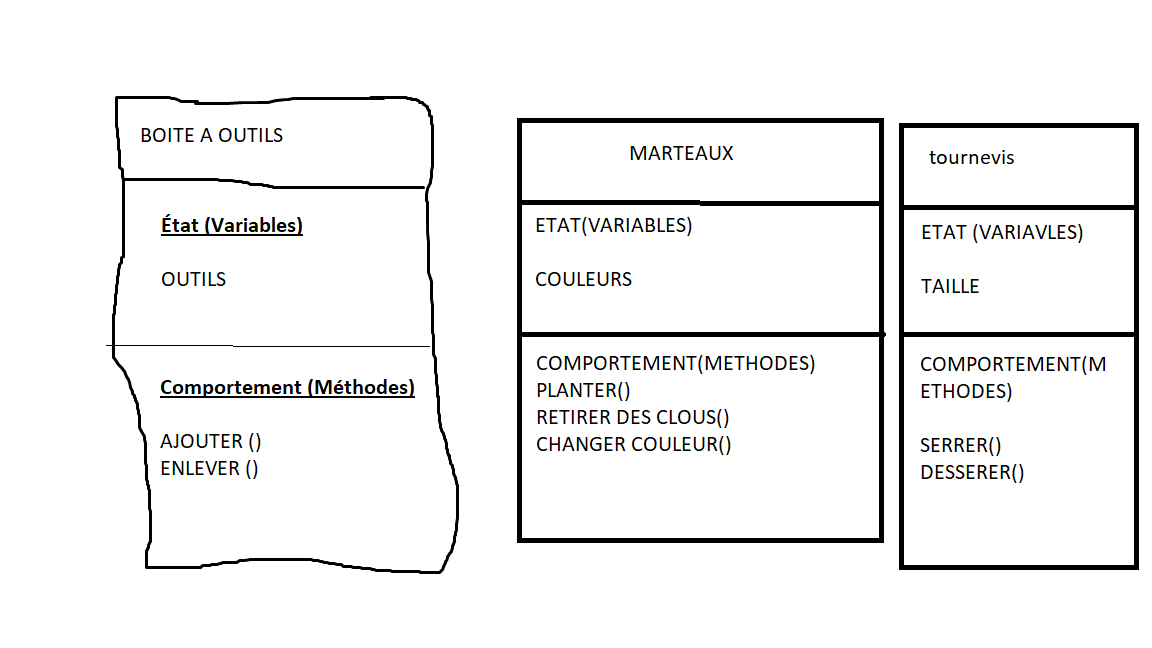 BOITE A OUTILS
État (Variables)
OUTILS
Comportement (Méthodes)
AJOUTER ()
ENLEVER ()
MARTEAUX
ETAT(VARIABLES)
COULEURS
COMPORTEMENT(METHODES)
PLANTER()
RETIRER DES CLOUS()
CHANGER COULEUR()
tournevis
ETAT (VARIAVLES)
TAILLE
COMPORTEMENT(M
ETHODES)
SERRER()
DESSERER()